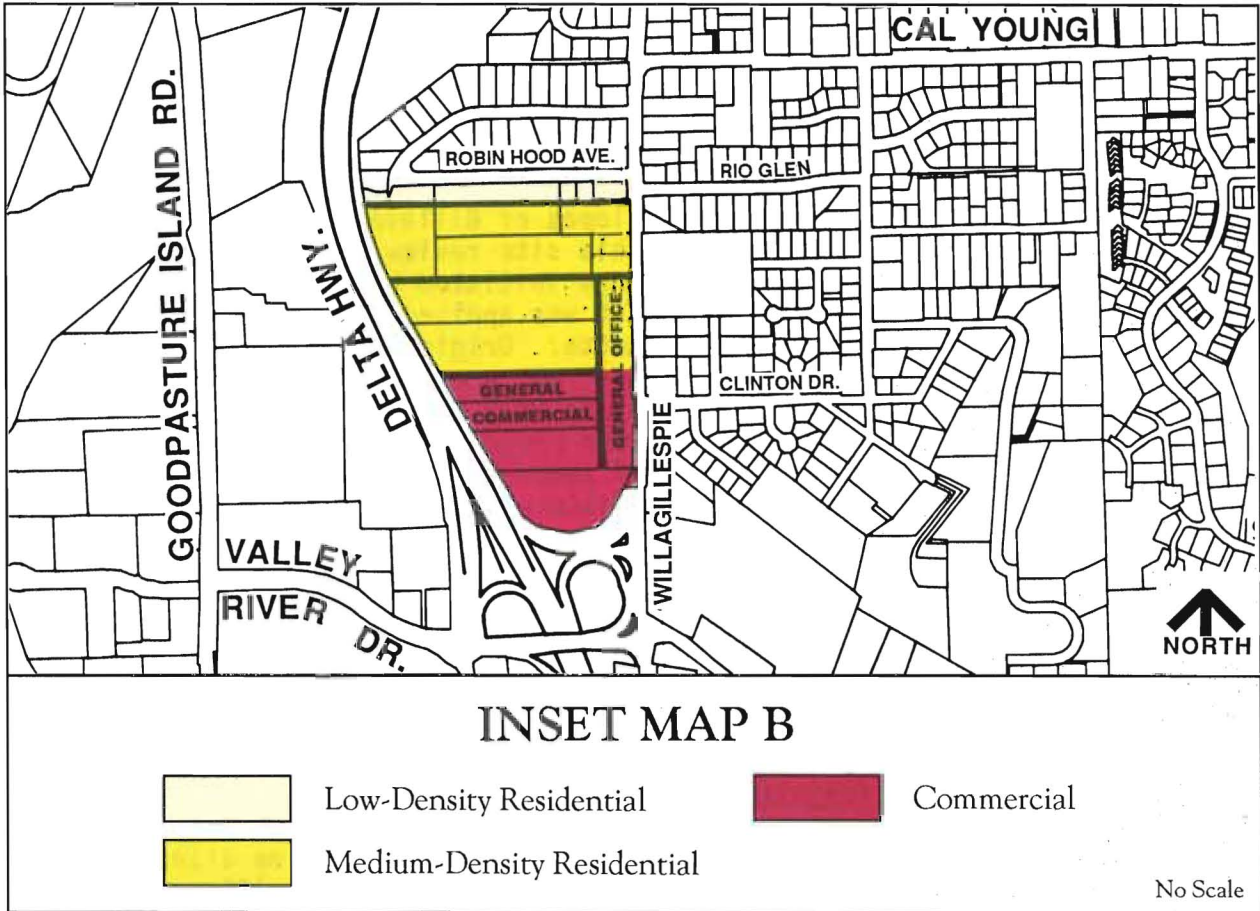 CAL YOUNG
GOODPASTURE ISLAND RD.
ROBIN HOOD AVE.
RIO GLEN
DELTA HWY.
GENERAL OFFICE
GENERAL
COMMERCIAL
CLINTON DR.
WILLAGILLESPIE
VALLEY
RIVER DR.
NORTH
INSET MAP B
Low-Density Residential
Commercial
Medium-Density Residential
No Scale